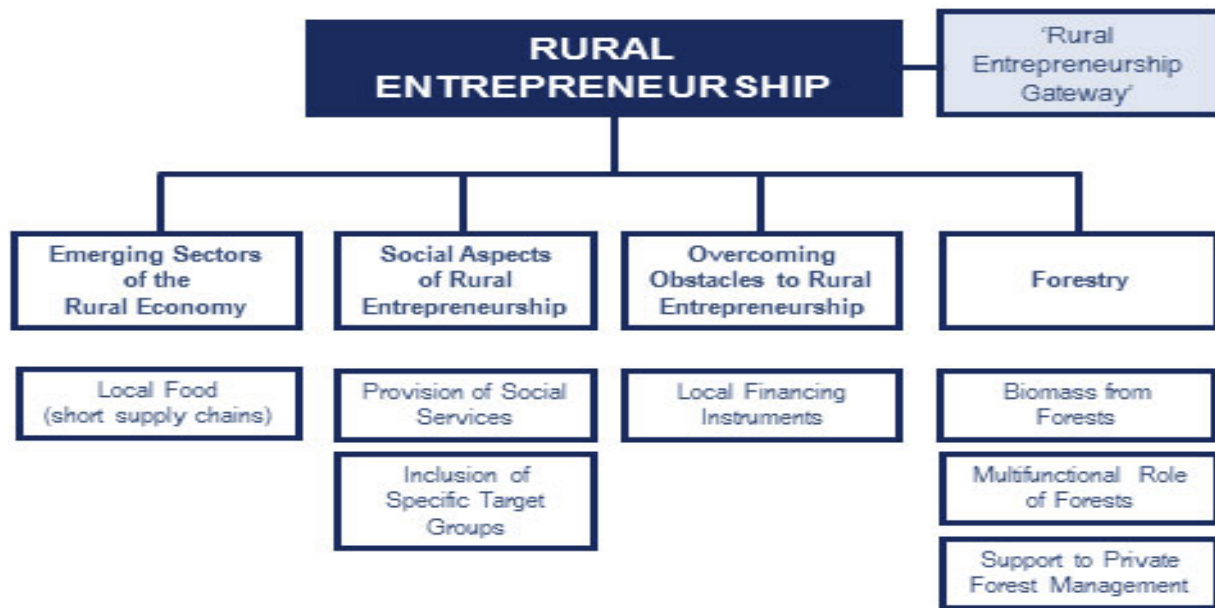 RURAL
ENTREPRENEURSHIP
'Rural
Entrepreneurship
Gateway'
Emerging Sectors
of the
Rural Economy
Social Aspects
of Rural
Entrepreneurship
Overcoming
Obstacles to Rural
Entrepreneurship
Forestry
Local Food
(short supply chains)
Provision of Social
Services
Local Financing
Instruments
Biomass from
Forests
Inclusion of
Specific Target
Groups
Multifunctional Role
of Forests
Support to Private
Forest Management